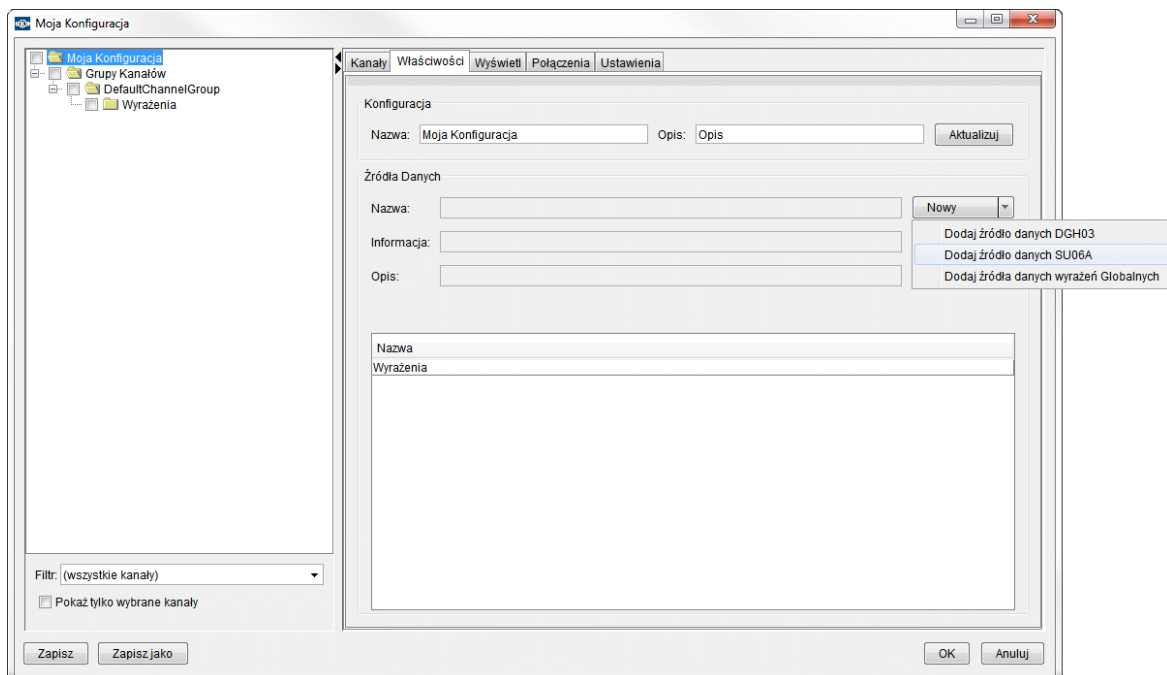 Moja Konfiguracja
Moja Konfiguracja
Grupy Kanałów
DefaultChannelGroup
Wyrażenia
Filtr: (wszystkie kanały)
Pokaż tylko wybrane kanały
Kanały Właściwości Wyświetl Połączenia Ustawienia
Konfiguracja
Nazwa: Moja Konfiguracja Opis: Opis Aktualizuj
Źródła Danych
Nazwa: Nowy
Dodaj źródło danych DGH03
Informacja: Dodaj źródło danych SU06A
Opis: Dodaj źródła danych wyrażeń Globalnych
Nazwa
Wyrażenia
Zapisz Zapisz jako OK Anuluj